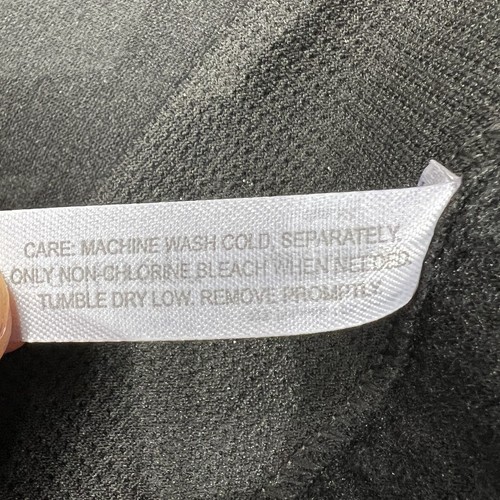 CARE: MACHINE WASH COLD, SEPARATELY
ONLY NON-CHLORINE BLEACH WHEN NEEDED.
TUMBLE DRY LOW. REMOVE PROMPTLY